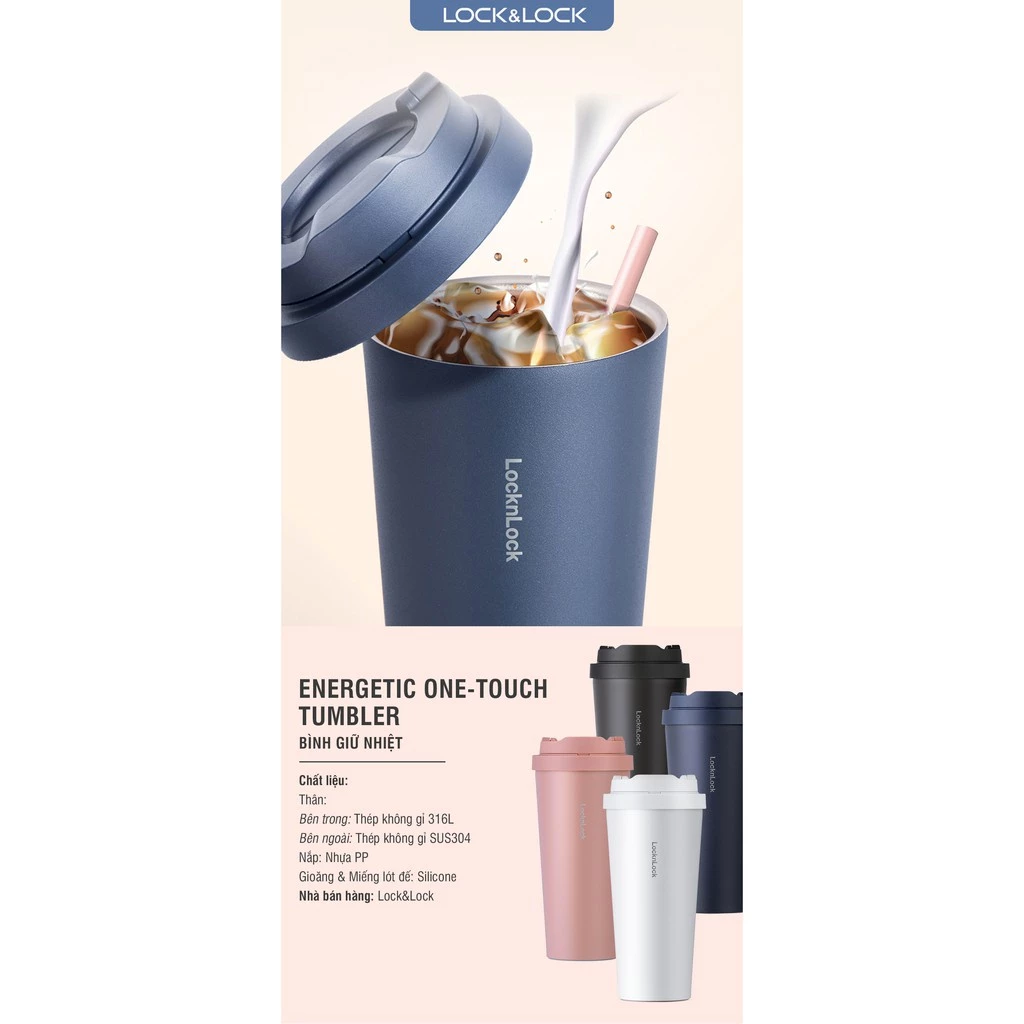 LOCK&LOCK
LocknLock
ENERGETIC ONE-TOUCH
TUMBLER
BÌNH GIỮ NHIỆT
Chất liệu:
Thân:
Bên trong: Thép không gỉ 316L
Bên ngoài: Thép không gỉ SUS304
Nắp: Nhựa PP
Gioăng & Miếng lót đế: Silicone
Nhà bán hàng: Lock&Lock
LocknLock
LocknLock
LocknLock
LocknLock